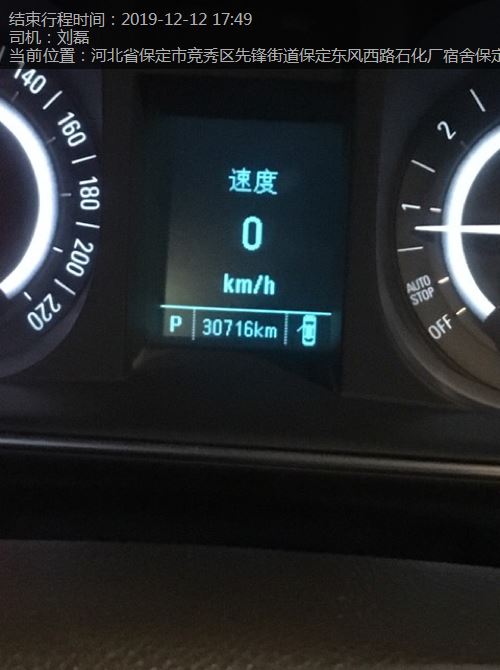 结束行程时间：2019-12-12 17:49
司机：刘磊
当前位置：河北省保定市竞秀区先锋街道保定东风西路石化厂宿舍保定
140
160
180
200
220
速度
0
km/h
P 30716km
2
1
AUTO
STOP
OFF